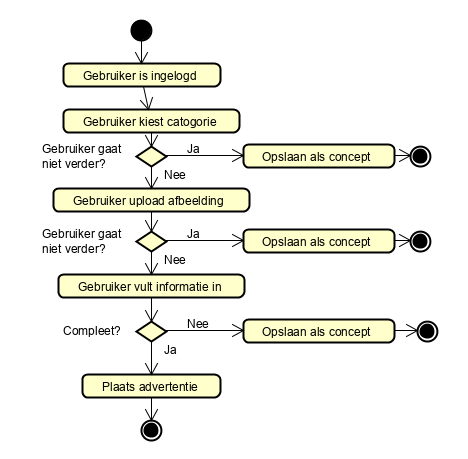 Gebruiker is ingelogd
Gebruiker kiest catogorie
Gebruiker gaat
niet verder?
Ja
Opslaan als concept
Nee
Gebruiker upload afbeelding
Gebruiker gaat
niet verder?
Ja
Opslaan als concept
Nee
Gebruiker vult informatie in
Compleet?
Nee
Opslaan als concept
Ja
Plaats advertentie